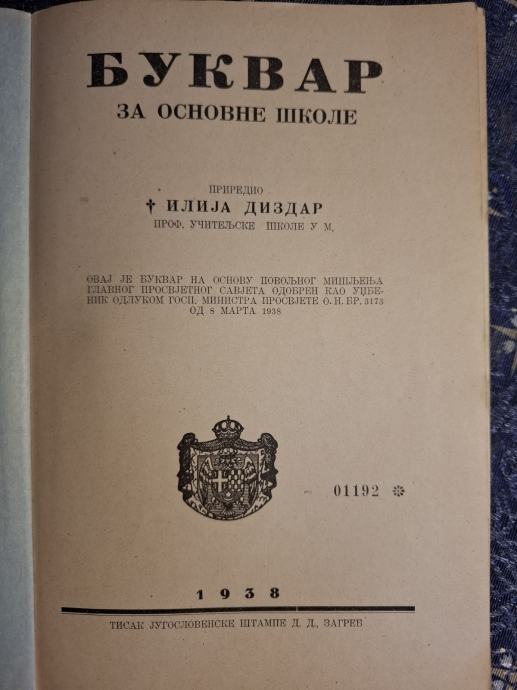 БУКВАР
ЗА ОСНОВНЕ ШКОЛЕ
ПРИРЕДИО
† ИЛИЈА ДИЗДАР
ПРОФ. УЧИТЕЉСКЕ ШКОЛЕ У М.
ОВАЈ ЈЕ БУКВАР НА ОСНОВУ ПОВОЉНОГ МИШЉЕЊА
ГЛАВНОГ ПРОСВЈЕТНОГ САВЈЕТА ОДОБРЕН КАО УЏБЕ-
НИК ОДЛУКОМ ГОСП. МИНИСТРА ПРОСВЈЕТЕ О. Н. БР. 3173
ОД 8 МАРТА 1938
01192 ❊
1938
ТИСАК ЈУГОСЛОВЕНСКЕ ШТАМПЕ Д. Д., ЗАГРЕБ